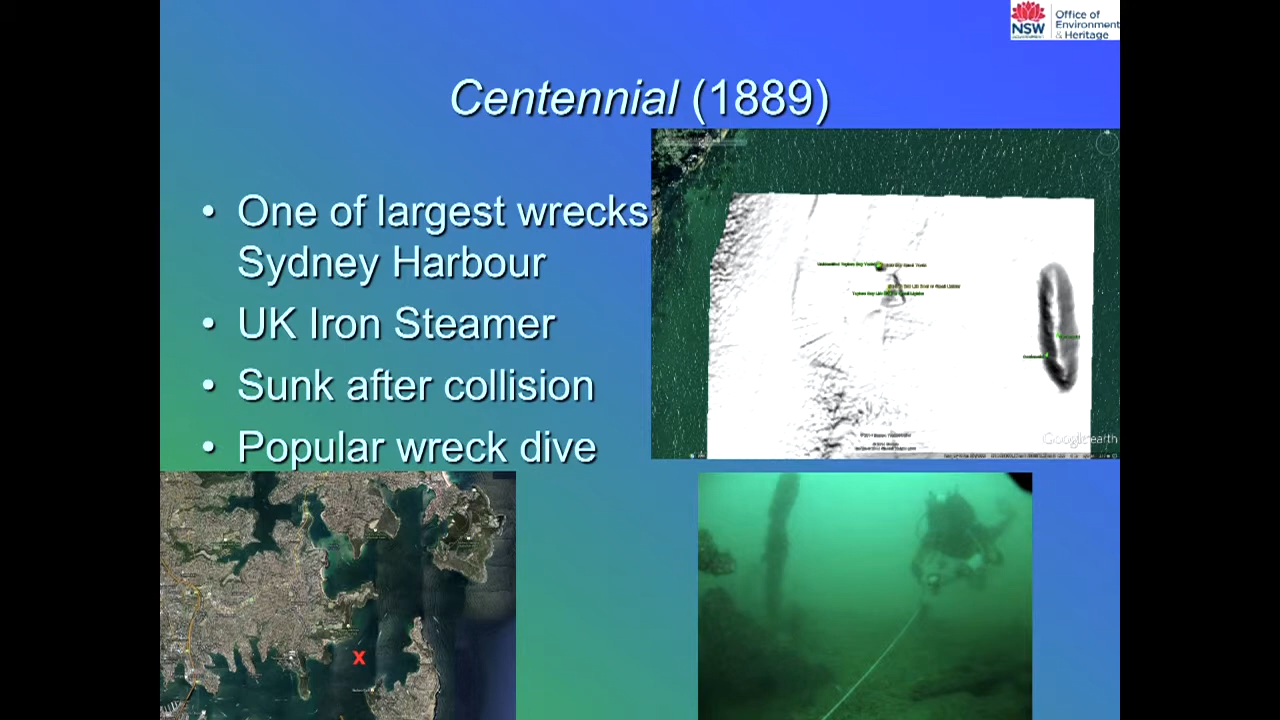 NSW
Office of
Environment
& Heritage
Centennial (1889)
• One of largest wrecks
Sydney Harbour
• UK Iron Steamer
• Sunk after collision
• Popular wreck dive
Google earth
X